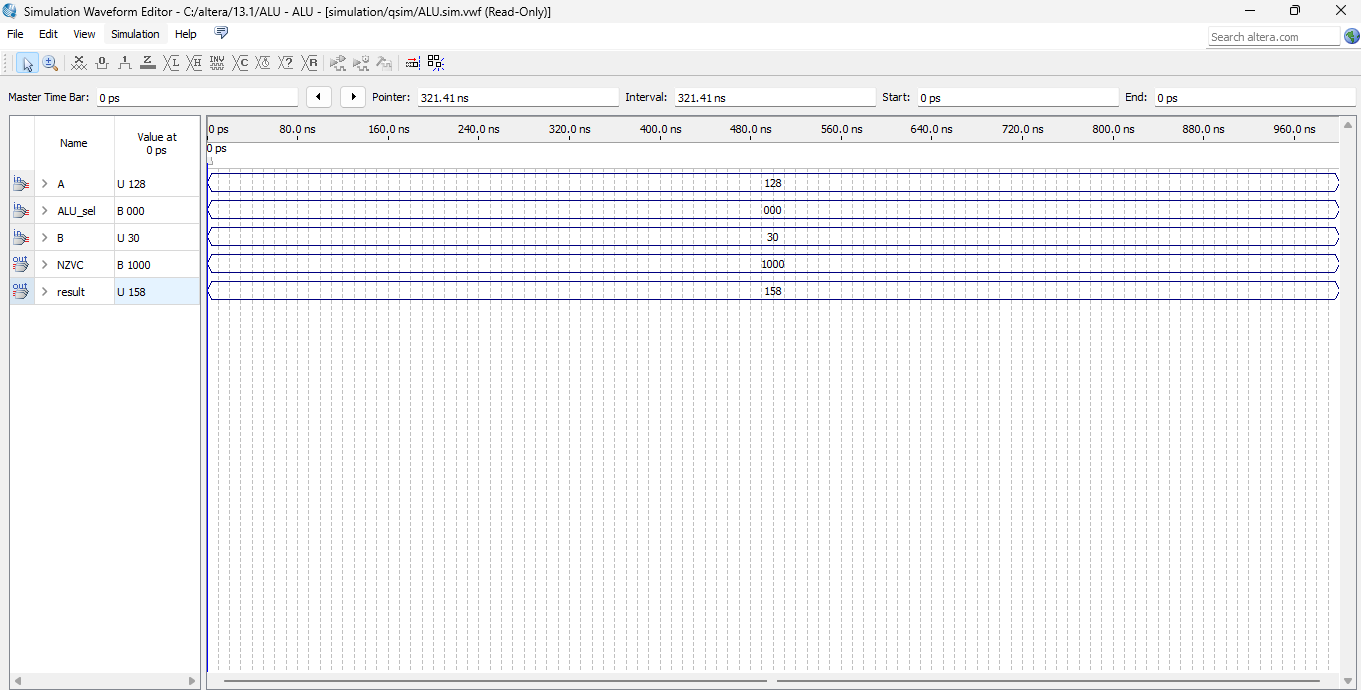 Simulation Waveform Editor - C:/altera/13.1/ALU - ALU - [simulation/qsim/ALU.sim.vwf (Read-Only)]
File Edit View Simulation Help
Search altera.com
Master Time Bar: 0 ps Pointer: 321.41 ns Interval: 321.41 ns Start: 0 ps End: 0 ps
Name Value at
0 ps
0 ps 80.0 ns 160.0 ns 240.0 ns 320.0 ns 400.0 ns 480.0 ns 560.0 ns 640.0 ns 720.0 ns 800.0 ns 880.0 ns 960.0 ns
0 ps
in A U 128 128
in ALU_sel B 000 000
in B U 30 30
out NZVC B 1000 1000
out result U 158 158